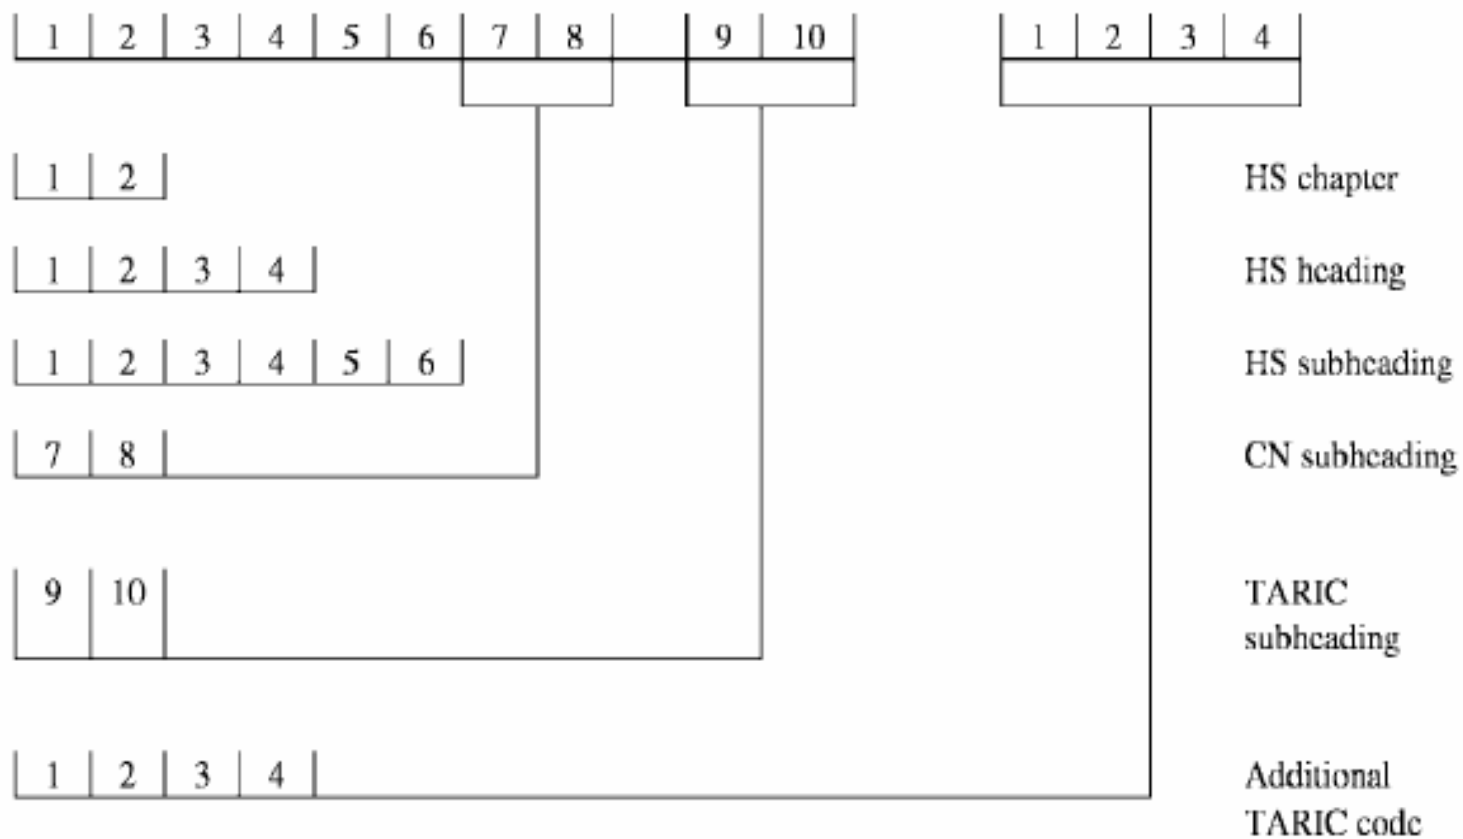 1 2 3 4 5 6 7 8 9 10 1 2 3 4
1 2 HS chapter
1 2 3 4 HS heading
1 2 3 4 5 6 HS subheading
7 8 CN subheading
9 10 TARIC
subheading
1 2 3 4 Additional
TARIC code